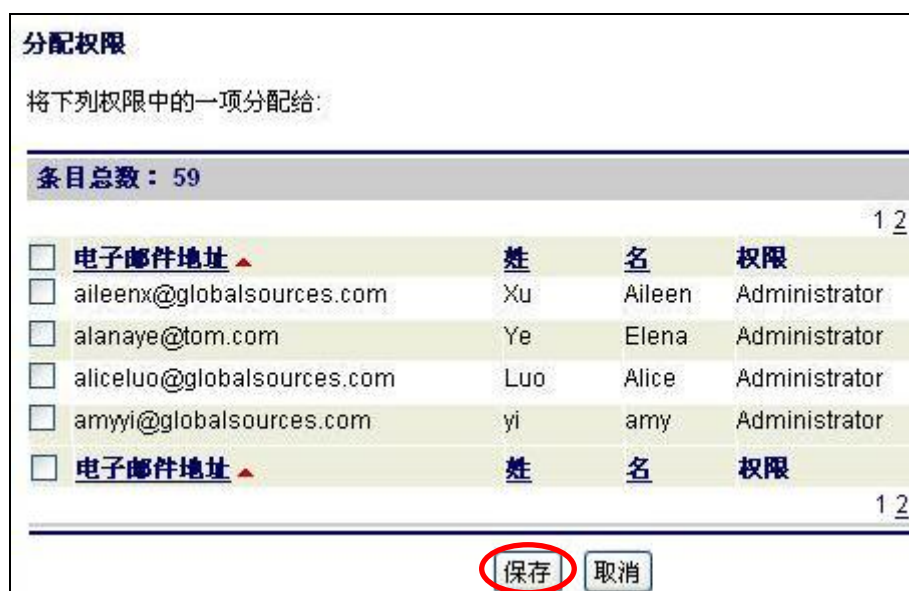 分配权限
将下列权限中的一项分配给:
条目总数： 59
1 2
电子邮件地址 姓 名 权限
aileenx@globalsources.com Xu Aileen Administrator
alanaye@tom.com Ye Elena Administrator
aliceluo@globalsources.com Luo Alice Administrator
amyyi@globalsources.com yi amy Administrator
电子邮件地址 姓 名 权限
1 2
保存 取消